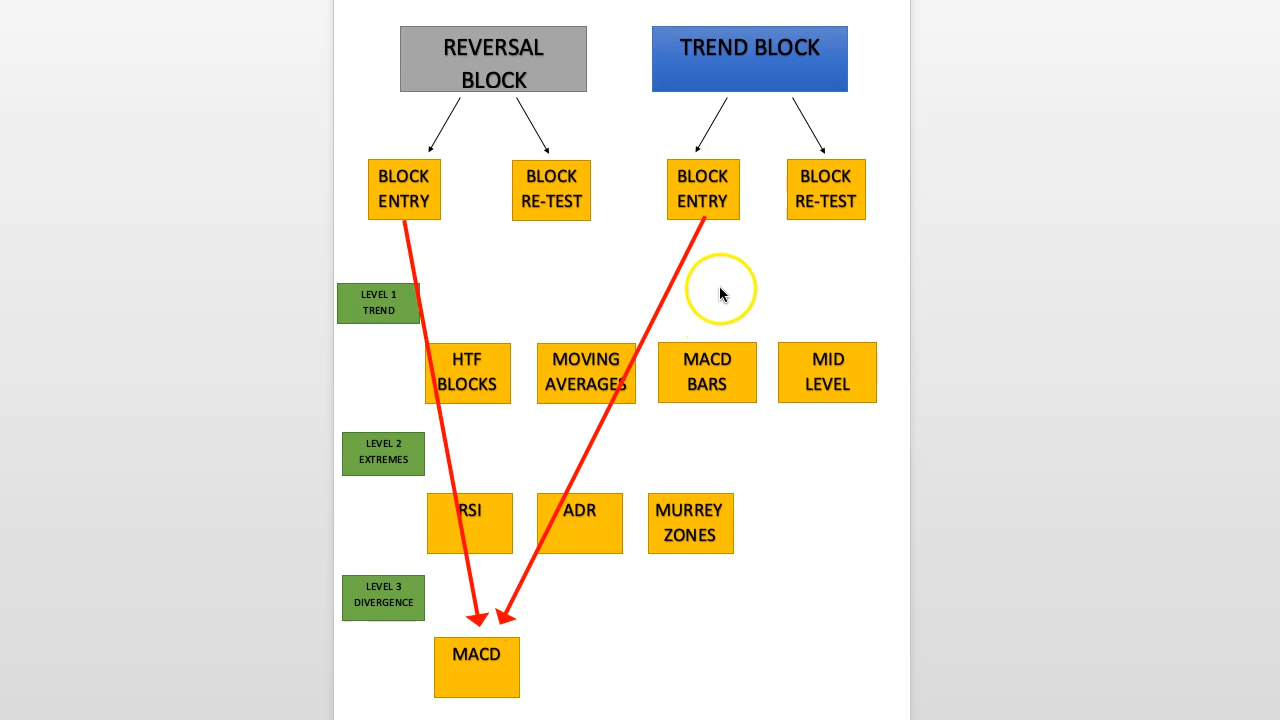 REVERSAL
BLOCK
TREND BLOCK
BLOCK
ENTRY
BLOCK
RE-TEST
BLOCK
ENTRY
BLOCK
RE-TEST
LEVEL 1
TREND
HTF
BLOCKS
MOVING
AVERAGES
MACD
BARS
MID
LEVEL
LEVEL 2
EXTREMES
RSI
ADR
MURREY
ZONES
LEVEL 3
DIVERGENCE
MACD